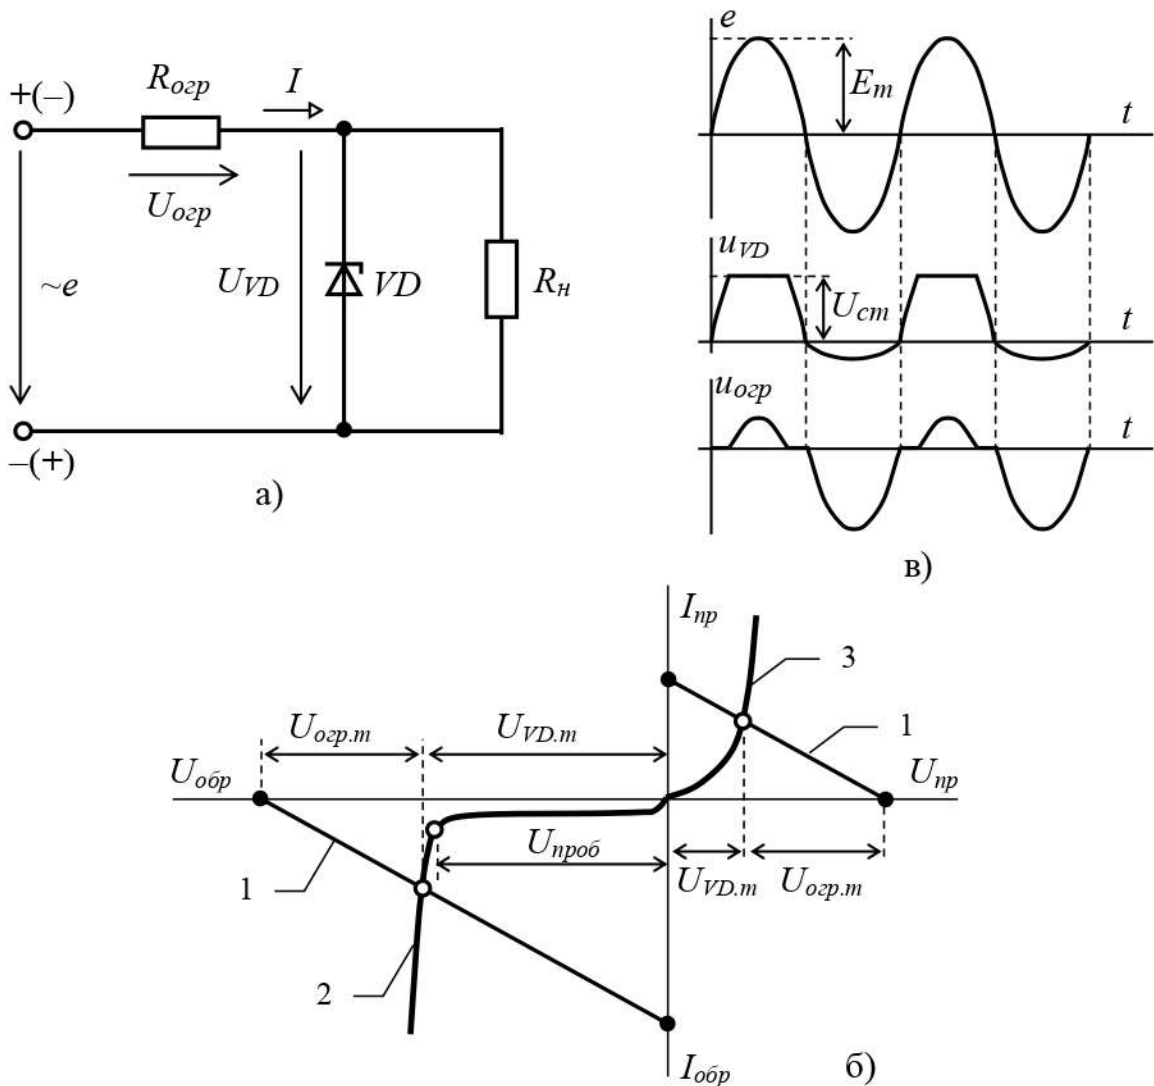 +(–)
R огр
I
U огр
~e
U VD
VD
R н
–(+)
а)
e
E m
t
u VD
U ст
t
u огр
t
в)
I пр
3
U огр.m
U VD.m
1
U обр
U пр
U проб
U VD.m
U огр.m
1
2
I обр
б)